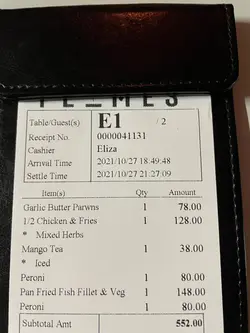 Table/Guest(s) E1 / 2
Receipt No. 0000041131
Cashier Eliza
Arrival Time 2021/10/27 18:49:48
Settle Time 2021/10/27 21:27:09
Item(s) Qty Amount
Garlic Butter Parwns 1 78.00
1/2 Chicken & Fries 1 128.00
* Mixed Herbs
Mango Tea 1 38.00
* Iced
Peroni 1 80.00
Pan Fried Fish Fillet & Veg 1 148.00
Peroni 1 80.00
Subtotal Amt 552.00